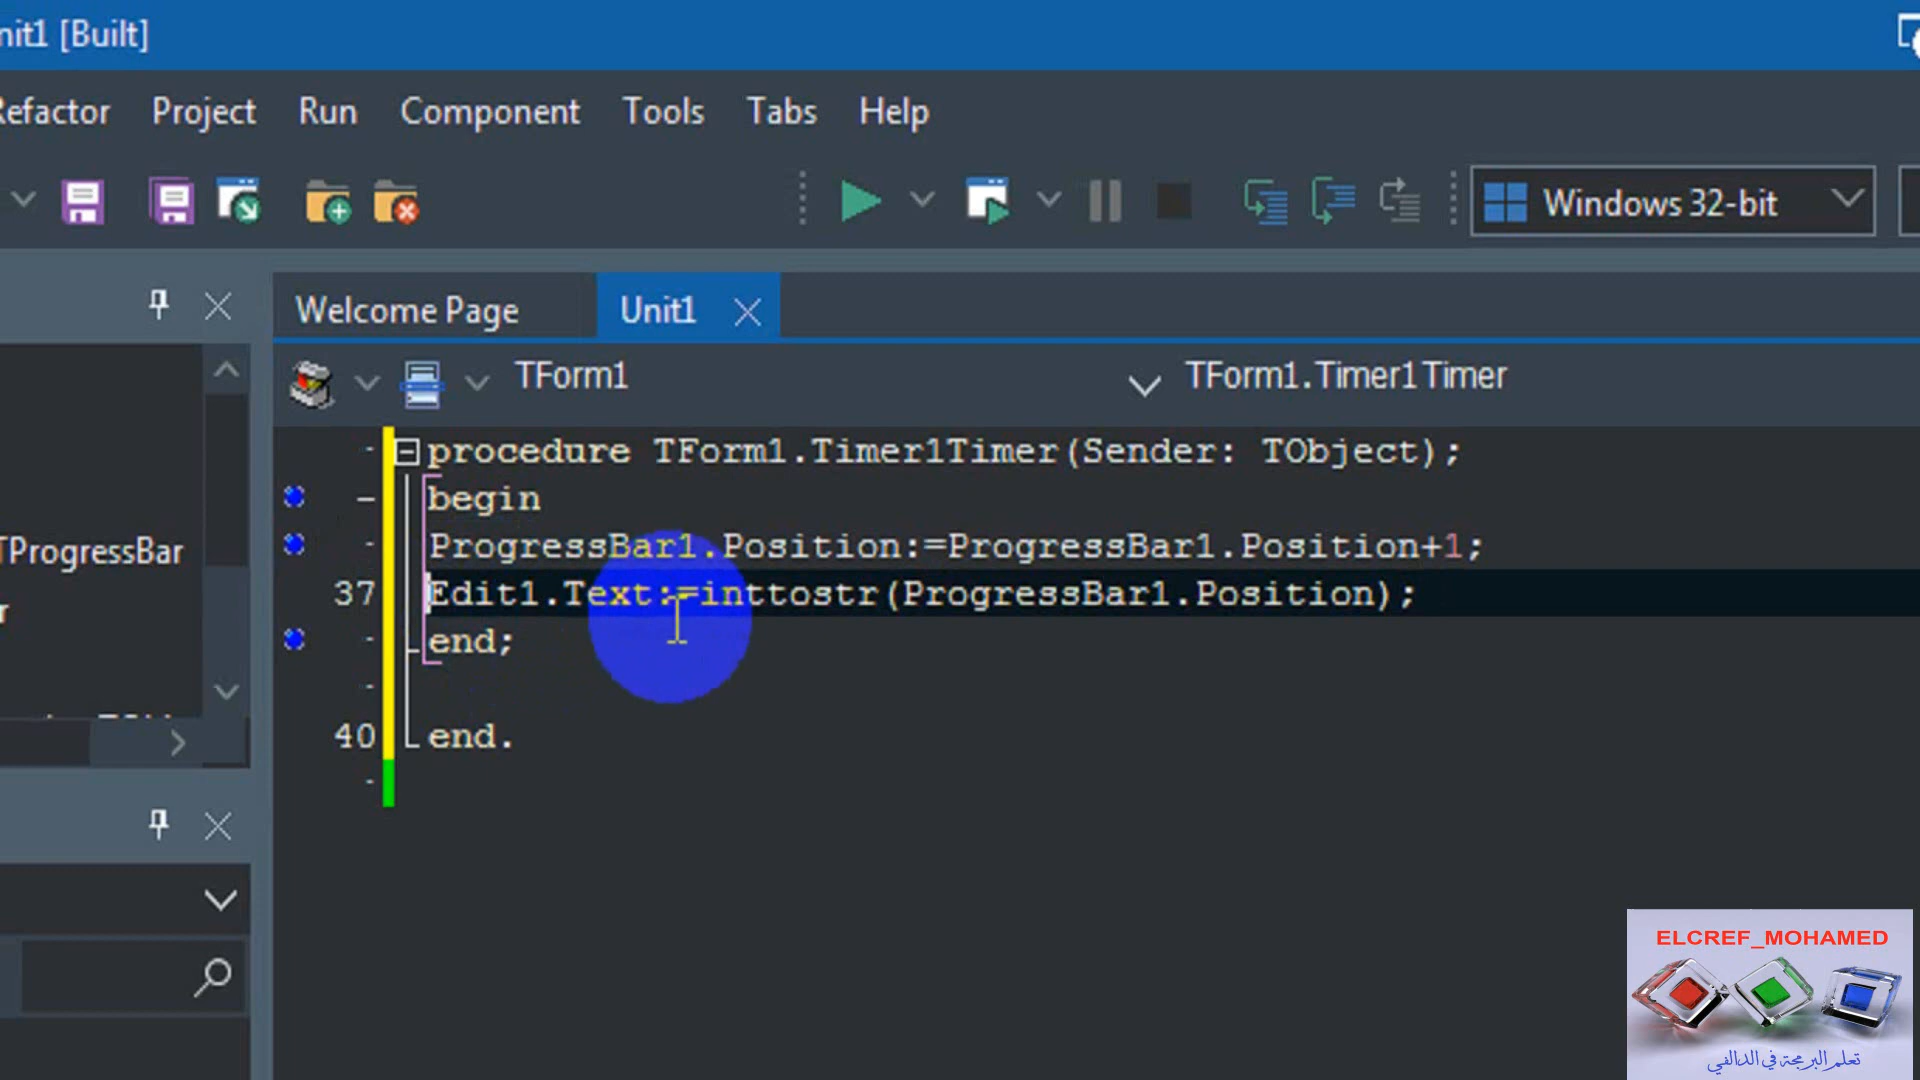 nit1 [Built]
Refactor Project Run Component Tools Tabs Help
Windows 32-bit
Welcome Page Unit1
TForm1 TForm1.Timer1Timer
procedure TForm1.Timer1Timer(Sender: TObject);
begin
TProgressBar
ProgressBar1.Position:=ProgressBar1.Position+1;
37 Edit1.Text:=inttostr(ProgressBar1.Position);
r
end;
40 end.
ELCREF_MOHAMED
تعلم البرمجة في الدالفي